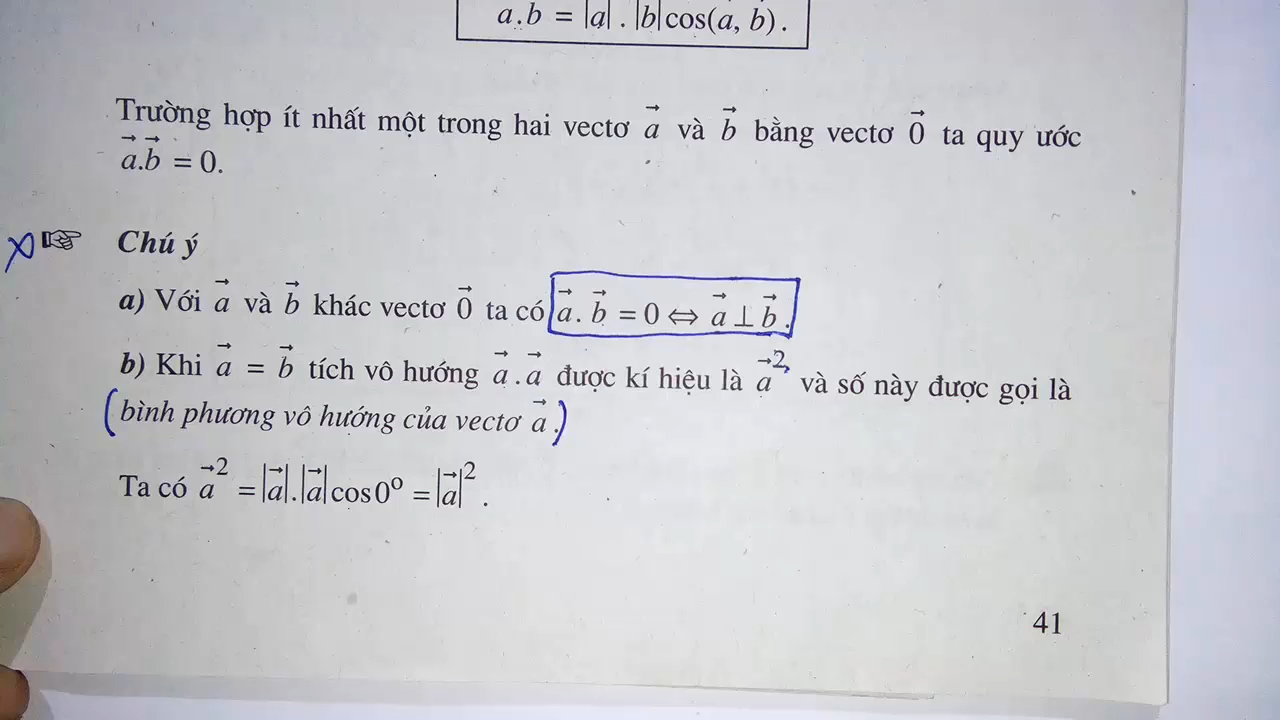 a.b = |a| . |b| cos(a, b).
Trường hợp ít nhất một trong hai vectơ a⃗ và b⃗ bằng vectơ 0⃗ ta quy ước
a⃗.b⃗ = 0.
Chú ý
a) Với a⃗ và b⃗ khác vectơ 0⃗ ta có a⃗ . b⃗ = 0 ⇔ a⃗ ⊥ b⃗ .
b) Khi a⃗ = b⃗ tích vô hướng a⃗ . a⃗ được kí hiệu là a⃗² và số này được gọi là
(bình phương vô hướng của vectơ a⃗ .)
Ta có a⃗² = |a⃗| . |a⃗| cos0° = |a⃗|² .
41